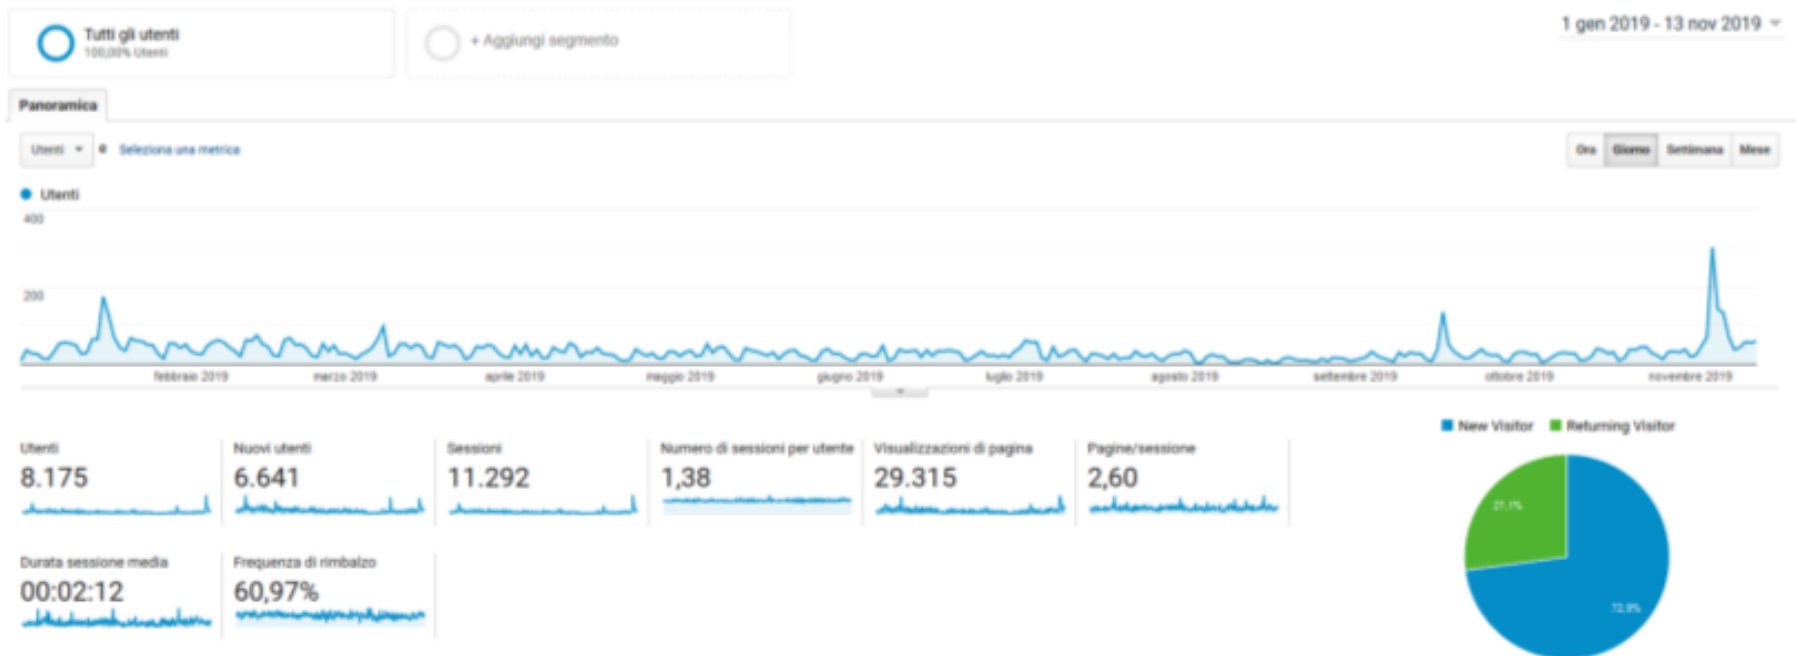 Tutti gli utenti
100,00% Utenti
+ Aggiungi segmento
1 gen 2019 - 13 nov 2019
Panoramica
Utenti
e Seleziona una metrica
Ora Giorno Settimana Mese
Utenti
400
200
febbraio 2019 marzo 2019 aprile 2019 maggio 2019 giugno 2019 luglio 2019 agosto 2019 settembre 2019 ottobre 2019 novembre 2019
New Visitor Returning Visitor
Utenti
8.175
Nuovi utenti
6.641
Sessioni
11.292
Numero di sessioni per utente
1,38
Visualizzazioni di pagina
29.315
Pagine/sessione
2,60
Durata sessione media
00:02:12
Frequenza di rimbalzo
60,97%
27,1%
72,9%